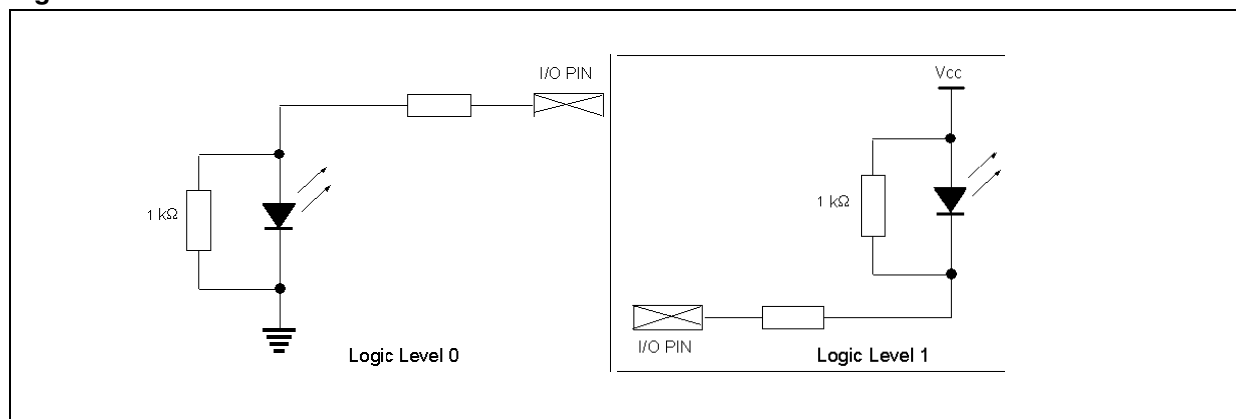 I/O PIN
1 kΩ
Logic Level 0
Vcc
1 kΩ
I/O PIN
Logic Level 1